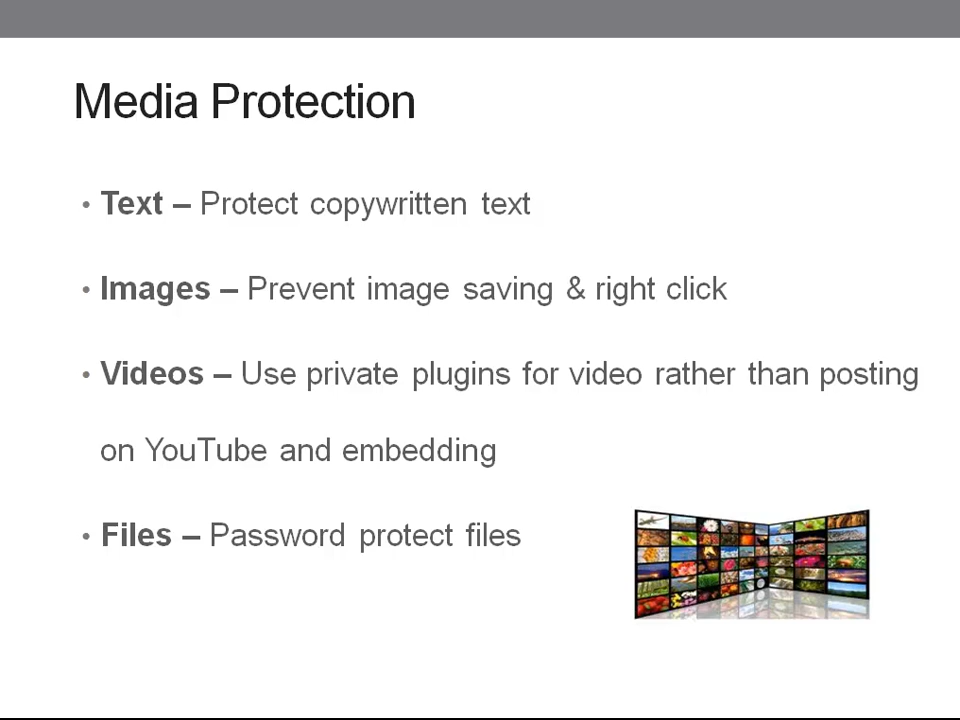 Media Protection
• Text – Protect copywritten text
• Images – Prevent image saving & right click
• Videos – Use private plugins for video rather than posting
on YouTube and embedding
• Files – Password protect files